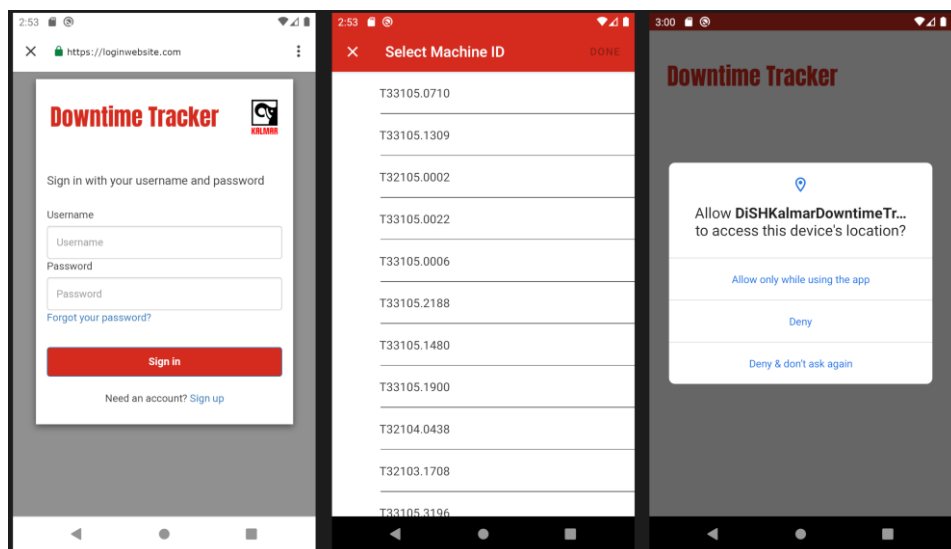 2:53
https://loginwebsite.com
Downtime Tracker
KALMAR
Sign in with your username and password
Username
Username
Password
Password
Forgot your password?
Sign in
Need an account? Sign up
2:53
Select Machine ID
DONE
T33105.0710
T33105.1309
T32105.0002
T33105.0022
T33105.0006
T33105.2188
T33105.1480
T33105.1900
T32104.0438
T32103.1708
T33105.3196
3:00
Downtime Tracker
Allow DiSHKalmarDowntimeTr...
to access this device's location?
Allow only while using the app
Deny
Deny & don't ask again